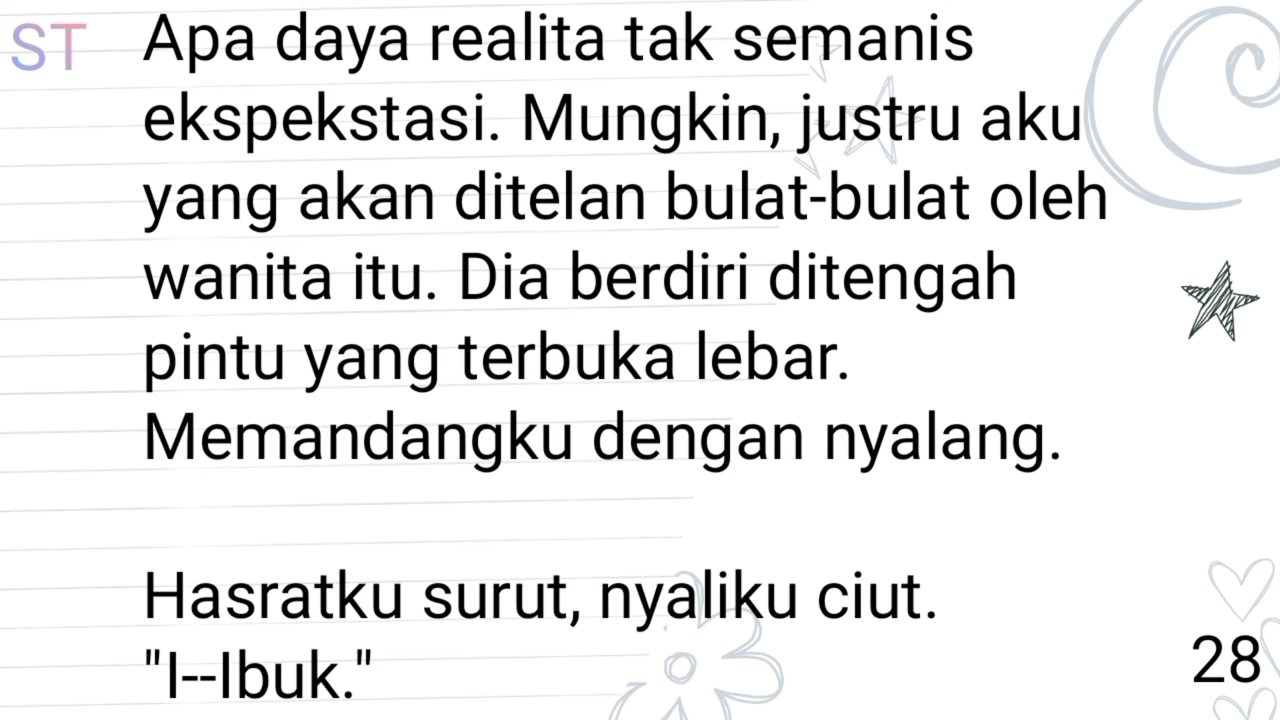 ST
Apa daya realita tak semanis
ekspekstasi. Mungkin, justru aku
yang akan ditelan bulat-bulat oleh
wanita itu. Dia berdiri ditengah
pintu yang terbuka lebar.
Memandangku dengan nyalang.
Hasratku surut, nyaliku ciut.
"I--Ibuk."
28